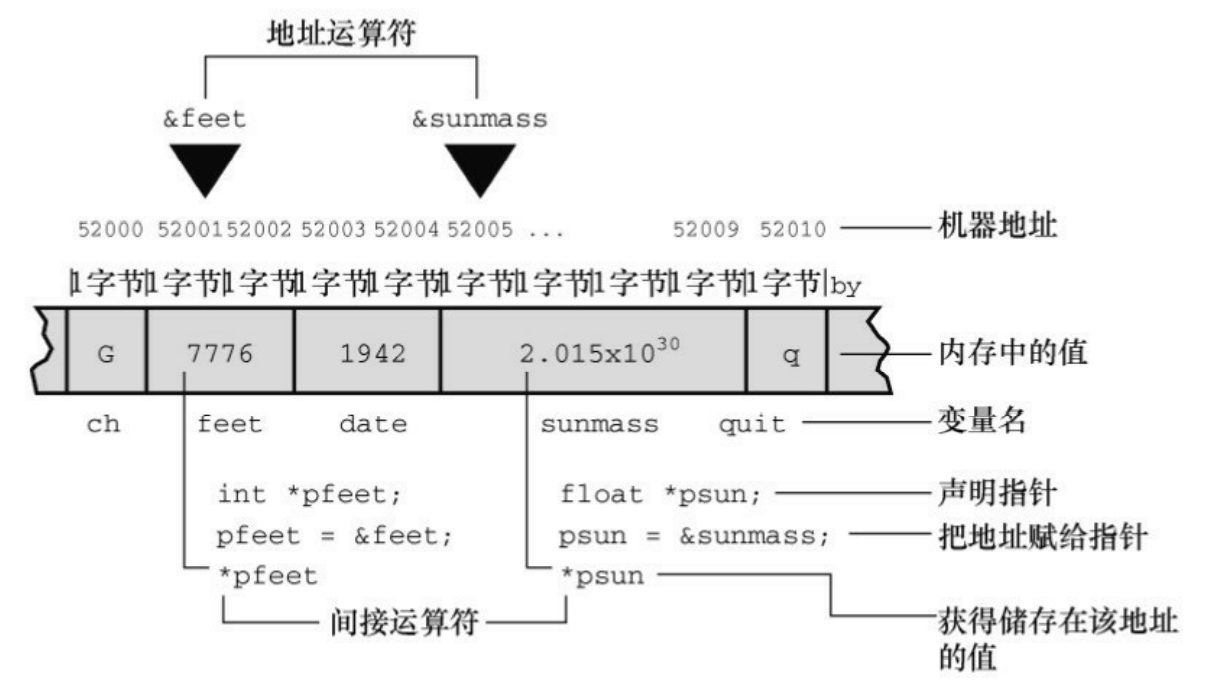 地址运算符
&feet &sunmass
52000 52001 52002 52003 52004 52005 ... 52009 52010 机器地址
1字节 1字节 1字节 1字节 1字节 1字节 1字节 1字节 1字节 1字节 by
G 7776 1942 2.015x10³⁰ q 内存中的值
ch feet date sunmass quit 变量名
int *pfeet; float *psun; 声明指针
pfeet = &feet; psun = &sunmass; 把地址赋给指针
*pfeet *psun
间接运算符 获得储存在该地址
的值